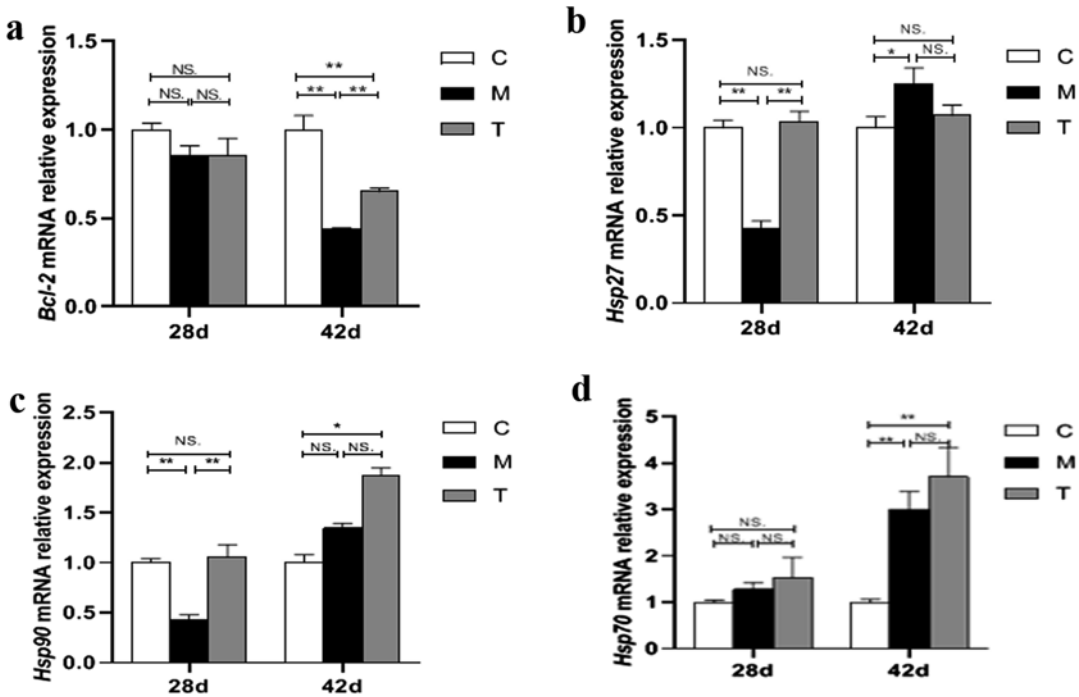 a
Bcl-2 mRNA relative expression
1.5
1.0
0.5
0.0
NS.
NS. NS.
**
** **
28d 42d
C
M
T
b
Hsp27 mRNA relative expression
1.5
1.0
0.5
0.0
NS.
** **
NS.
* NS.
28d 42d
C
M
T
c
Hsp90 mRNA relative expression
2.5
2.0
1.5
1.0
0.5
0.0
NS.
** **
*
NS. NS.
28d 42d
C
M
T
d
Hsp70 mRNA relative expression
5
4
3
2
1
0
NS.
NS. NS.
**
** NS.
28d 42d
C
M
T